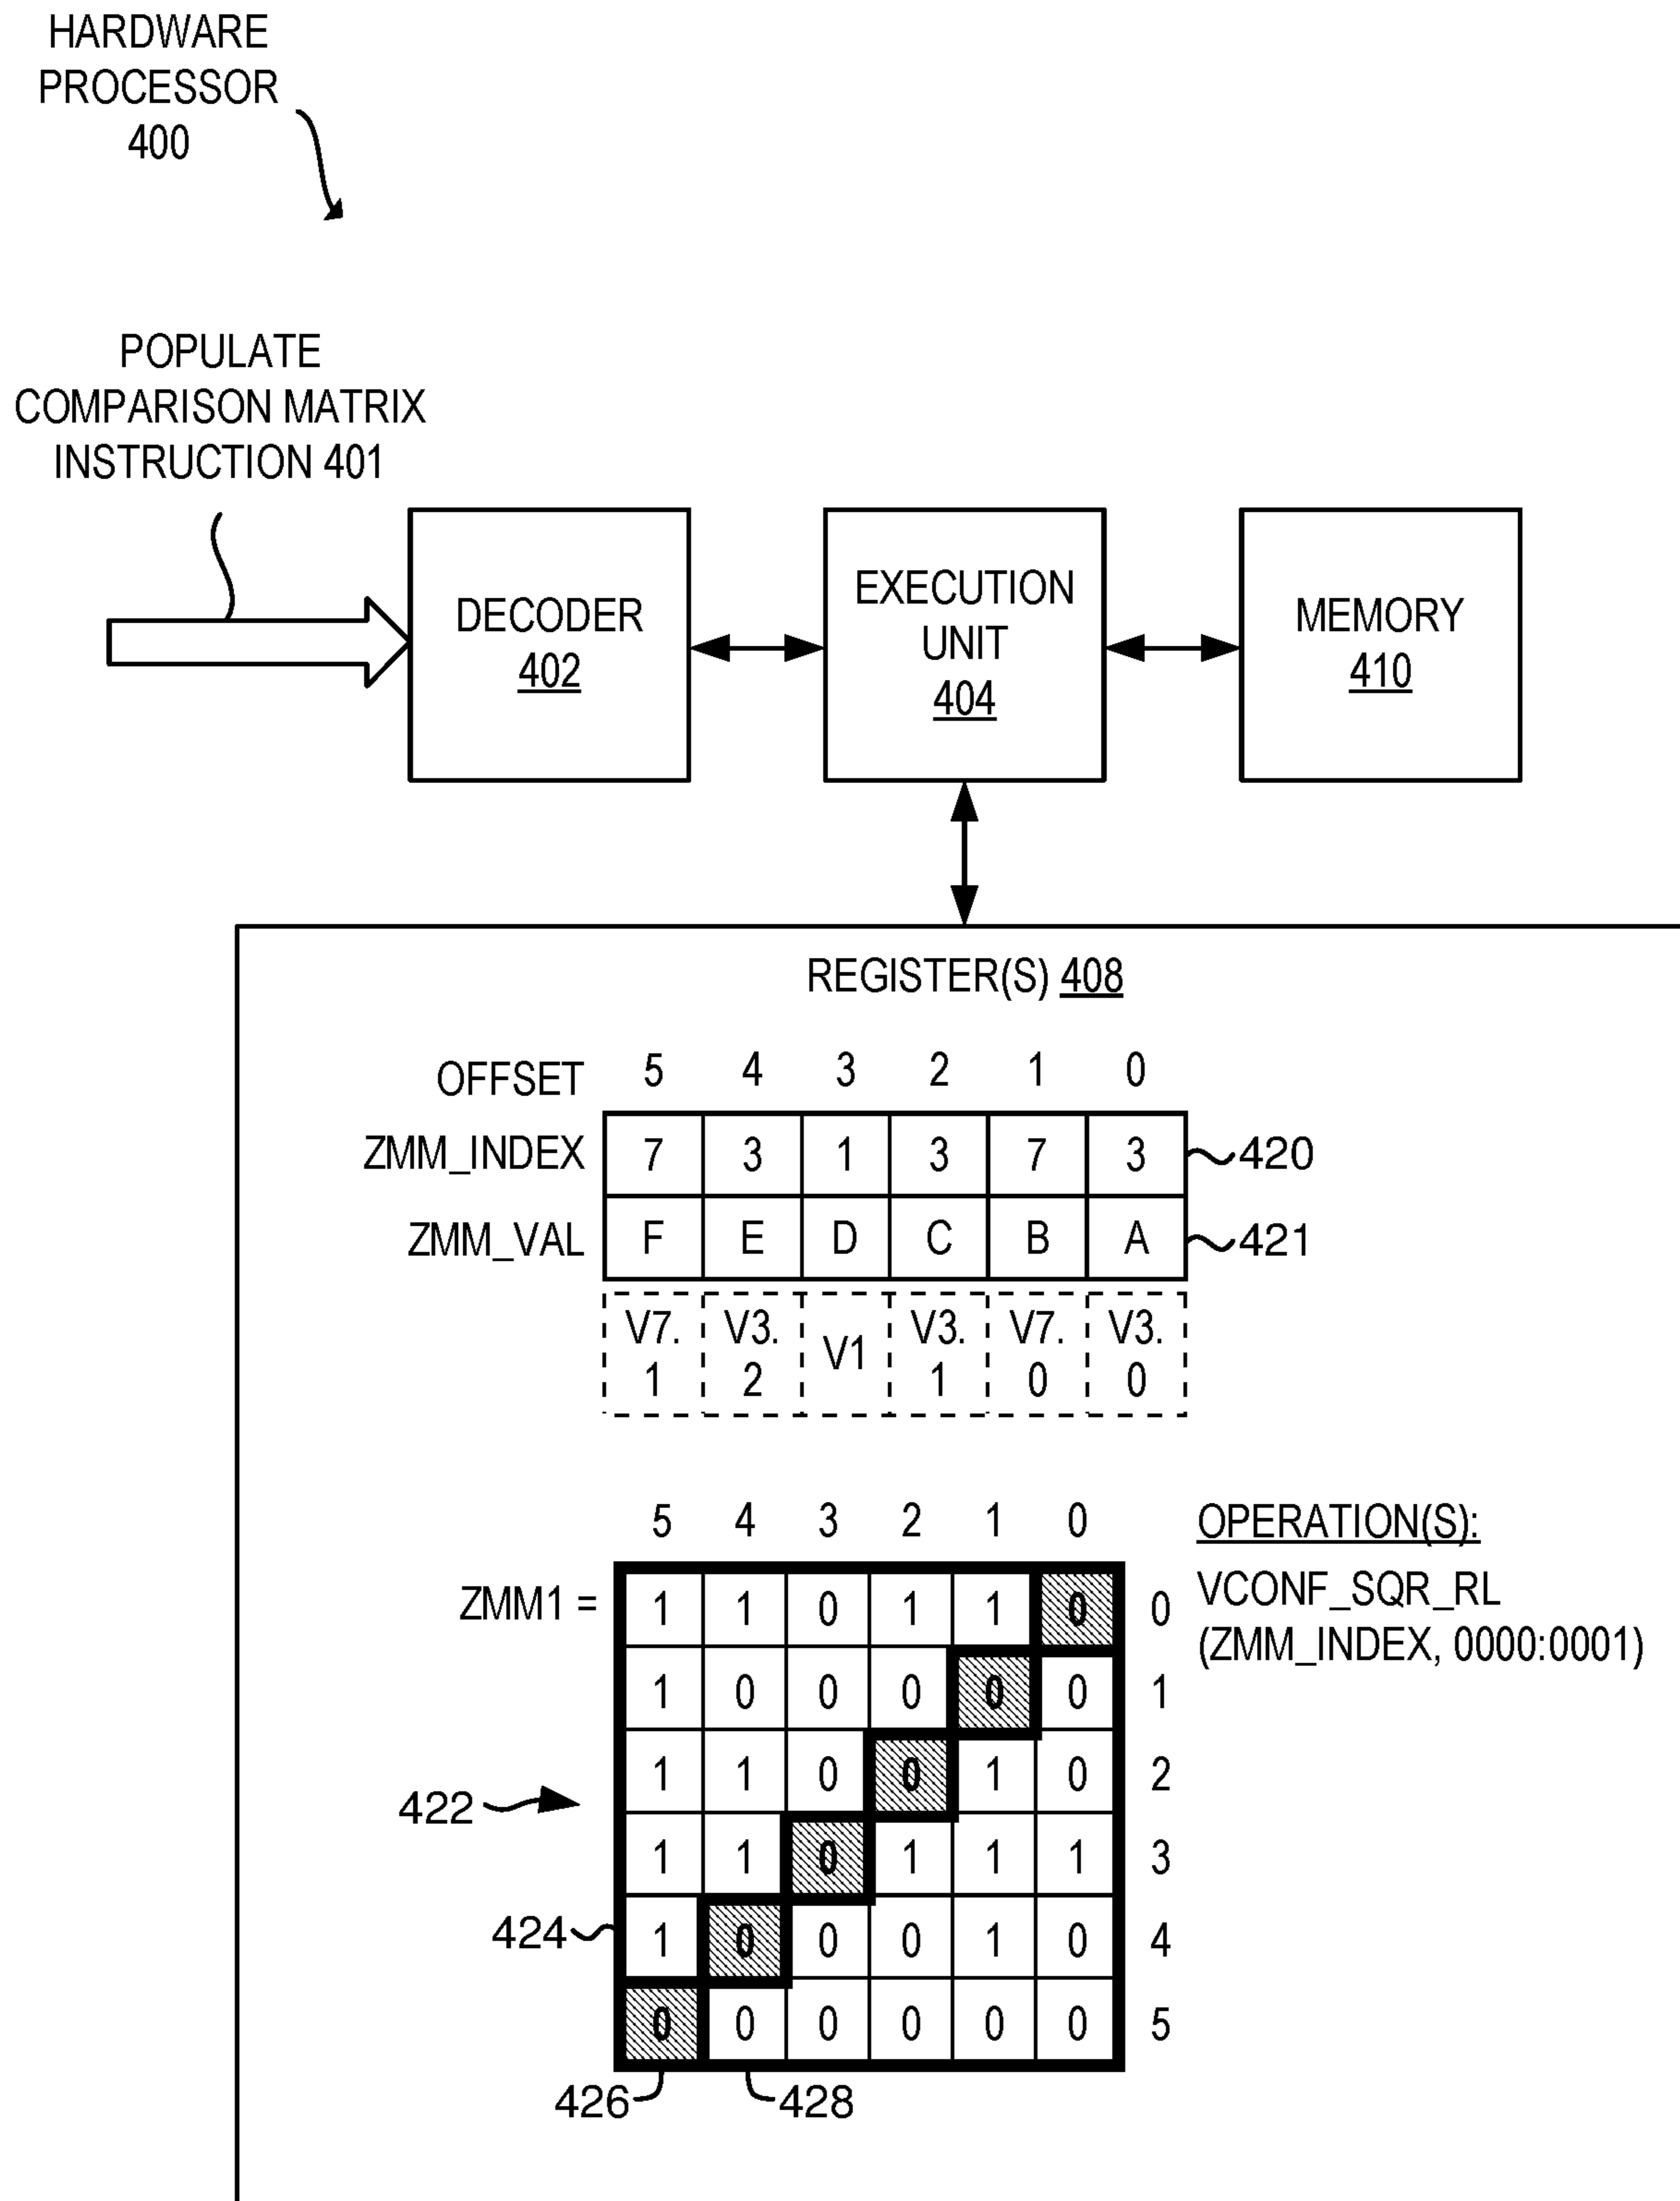 HARDWARE
PROCESSOR
400
POPULATE
COMPARISON MATRIX
INSTRUCTION 401
DECODER
402
EXECUTION
UNIT
404
MEMORY
410
REGISTER(S) 408
OFFSET 5 4 3 2 1 0
ZMM_INDEX 7 3 1 3 7 3 420
ZMM_VAL F E D C B A 421
V7. V3. V1 V3. V7. V3.
1 2 1 0 0
5 4 3 2 1 0 OPERATION(S):
ZMM1 = 1 1 0 1 1 0 0 VCONF_SQR_RL
(ZMM_INDEX, 0000:0001)
1 0 0 0 0 0 1
422 1 1 0 0 1 0 2
1 1 0 1 1 1 3
424 1 0 0 0 1 0 4
0 0 0 0 0 0 5
426 428